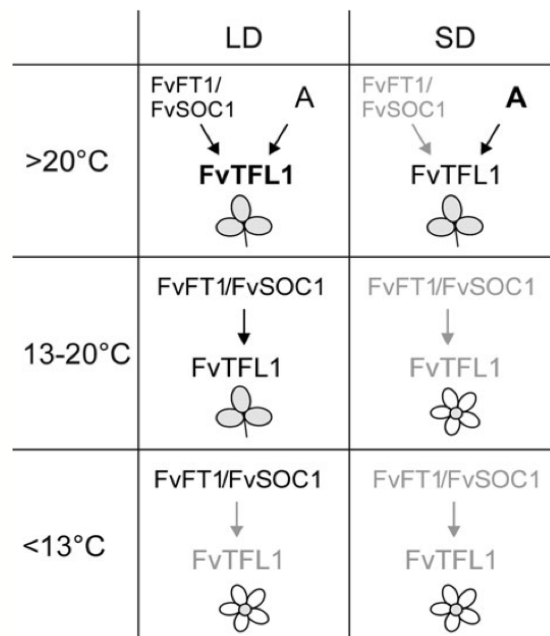 LD
SD
>20°C
FvFT1/
FvSOC1
A
FvTFL1
FvFT1/
FvSOC1
A
FvTFL1
13-20°C
FvFT1/FvSOC1
FvTFL1
FvFT1/FvSOC1
FvTFL1
<13°C
FvFT1/FvSOC1
FvTFL1
FvFT1/FvSOC1
FvTFL1